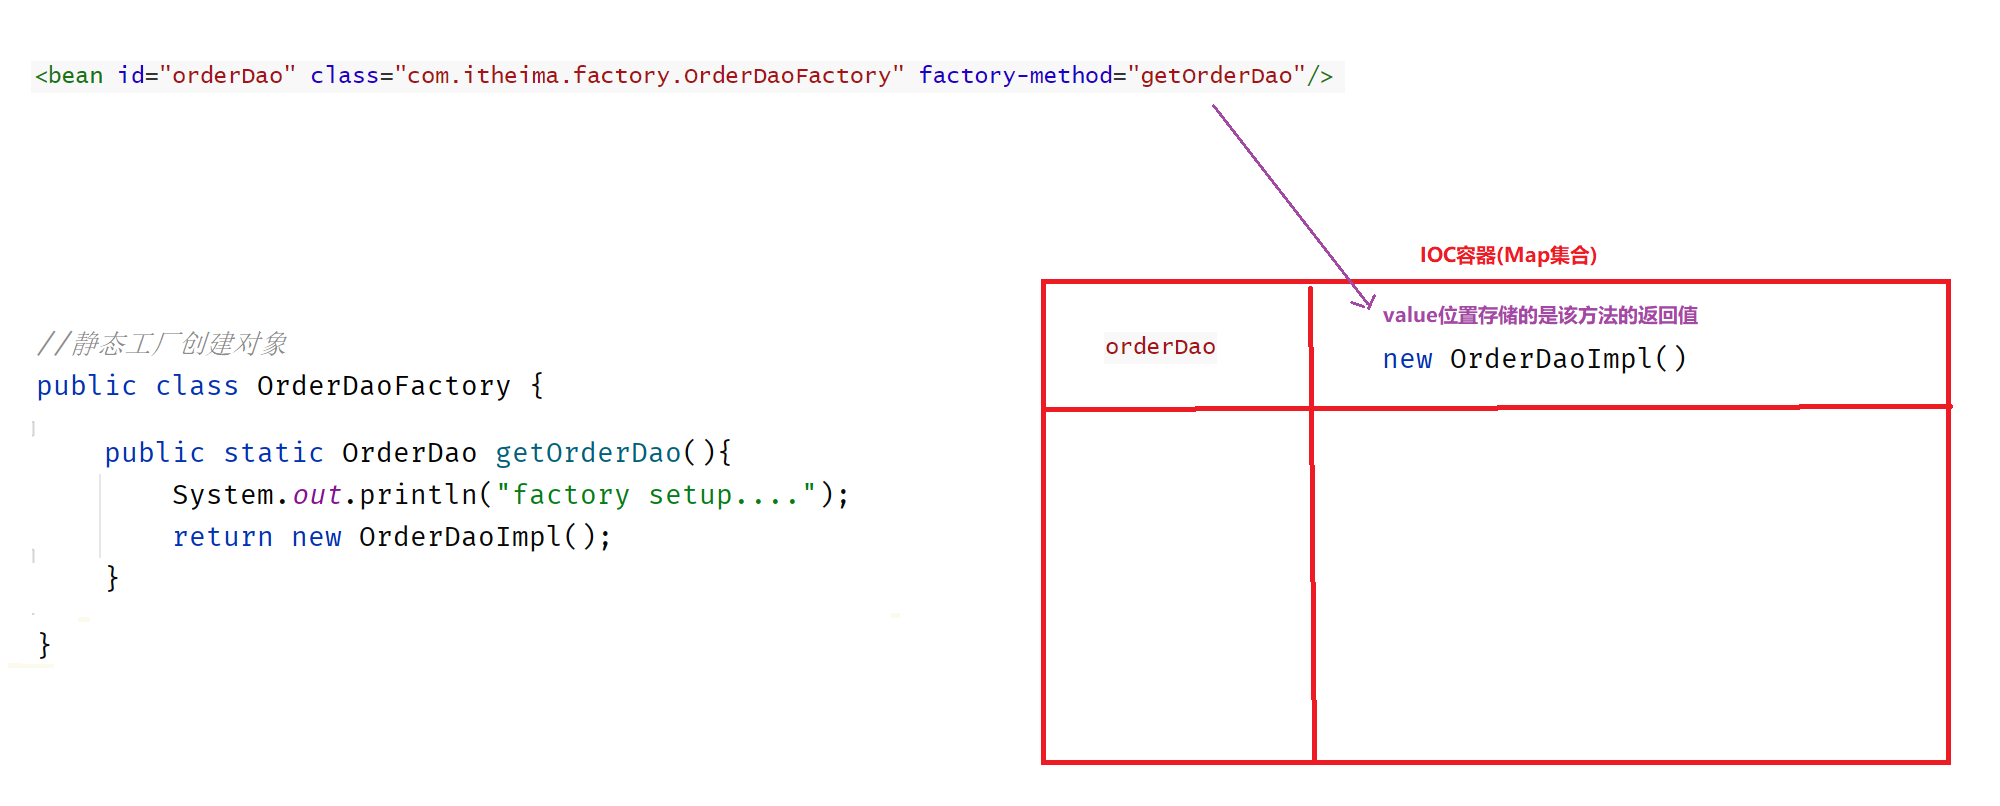 <bean id="orderDao" class="com.itheima.factory.OrderDaoFactory" factory-method="getOrderDao"/>
//静态工厂创建对象
public class OrderDaoFactory {
public static OrderDao getOrderDao(){
System.out.println("factory setup....");
return new OrderDaoImpl();
}
}
IOC容器(Map集合)
orderDao
value位置存储的是该方法的返回值
new OrderDaoImpl()